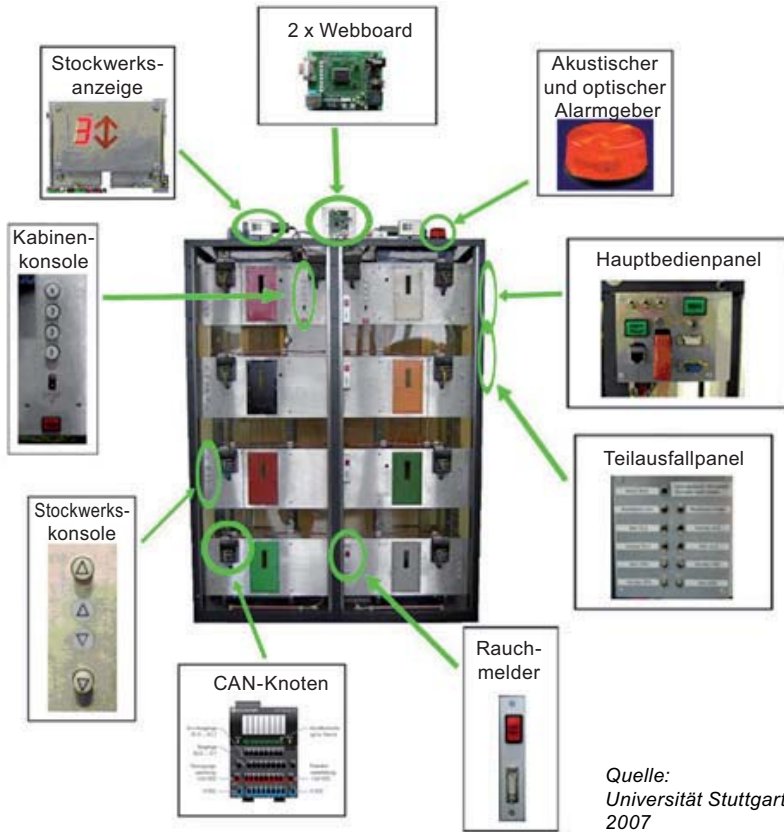 2 x Webboard
Stockwerks-
anzeige
3
Akustischer
und optischer
Alarmgeber
Kabinen-
konsole
Hauptbedienpanel
Teilausfallpanel
Stockwerks-
konsole
CAN-Knoten
Rauch-
melder
Quelle:
Universität Stuttgart
2007